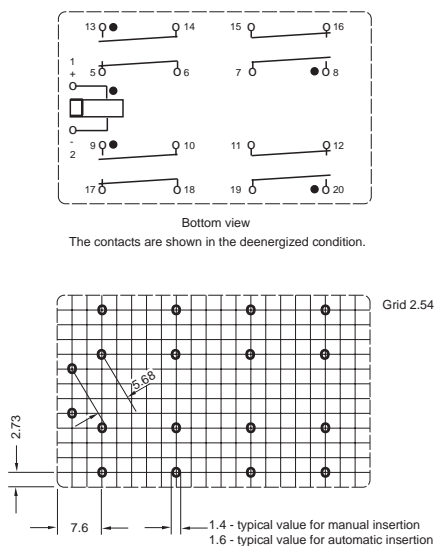 13 14 15 16
1
+ 5 6 7 8
-
2 9 10 11 12
17 18 19 20
Bottom view
The contacts are shown in the deenergized condition.
Grid 2.54
5.68
2.73
7.6
1.4 - typical value for manual insertion
1.6 - typical value for automatic insertion